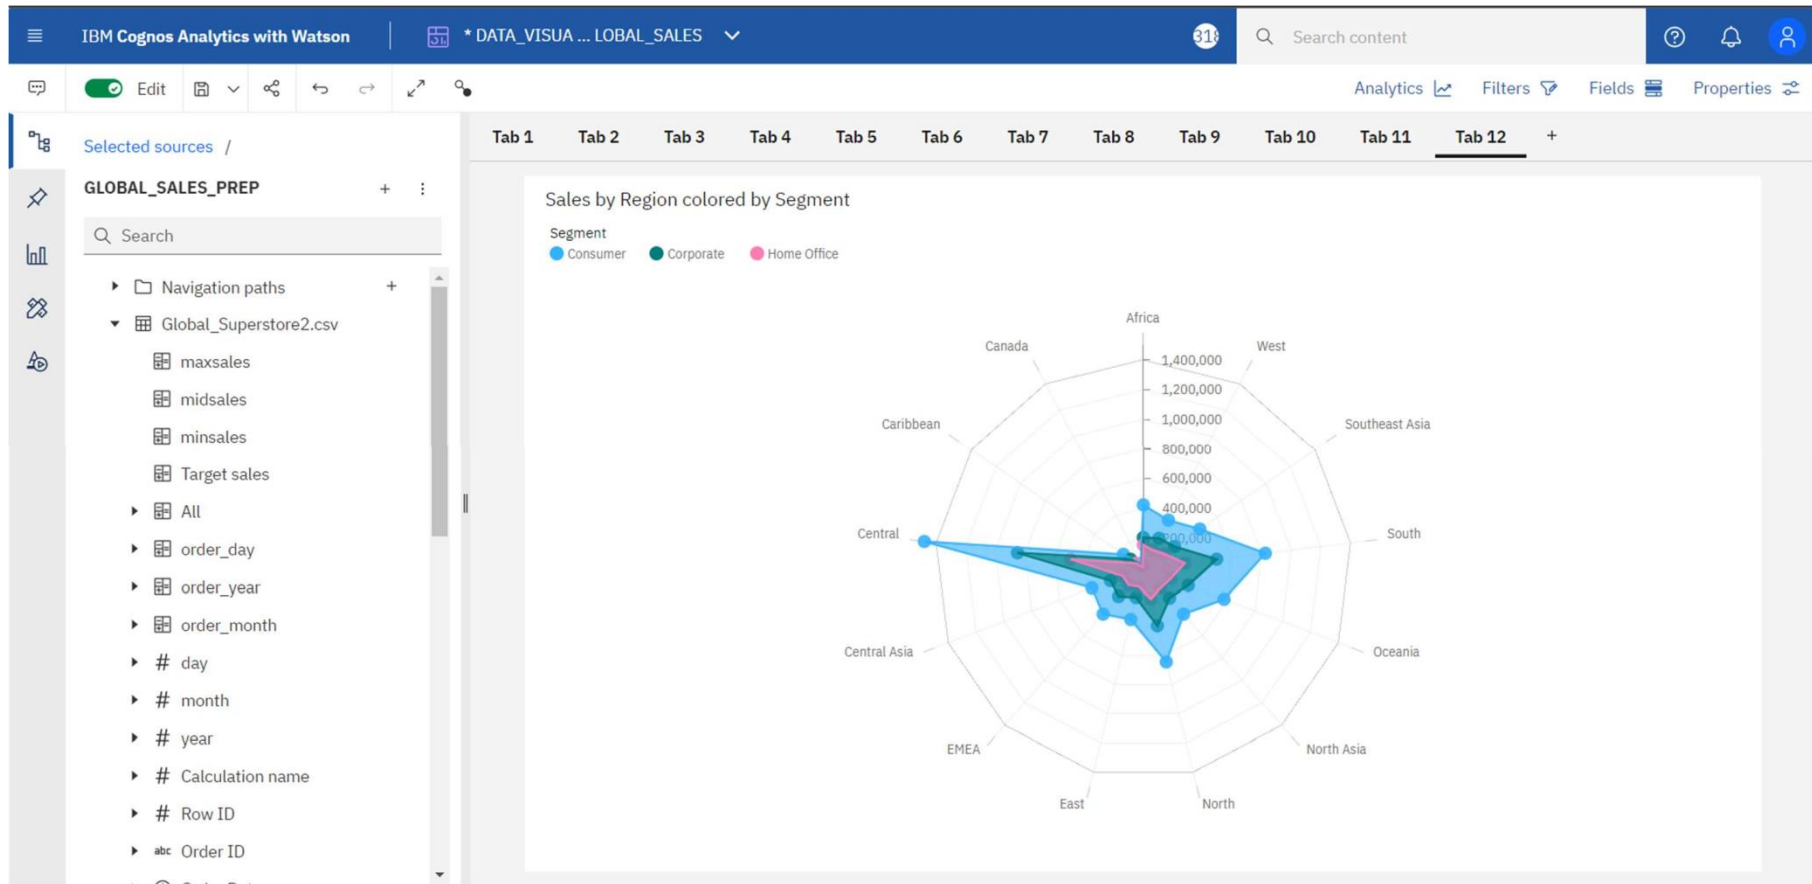 IBM Cognos Analytics with Watson
* DATA_VISUA ... LOBAL_SALES
Search content
Edit
Analytics
Filters
Fields
Properties
Selected sources /
GLOBAL_SALES_PREP
Search
Navigation paths
Global_Superstore2.csv
maxsales
midsales
minsales
Target sales
All
order_day
order_year
order_month
# day
# month
# year
# Calculation name
# Row ID
abc Order ID
Tab 1 Tab 2 Tab 3 Tab 4 Tab 5 Tab 6 Tab 7 Tab 8 Tab 9 Tab 10 Tab 11 Tab 12 +
Sales by Region colored by Segment
Segment
Consumer Corporate Home Office
Africa
Canada
West
1,400,000
1,200,000
1,000,000
Caribbean
Southeast Asia
800,000
600,000
400,000
Central
South
200,000
Central Asia
Oceania
EMEA
North Asia
East
North